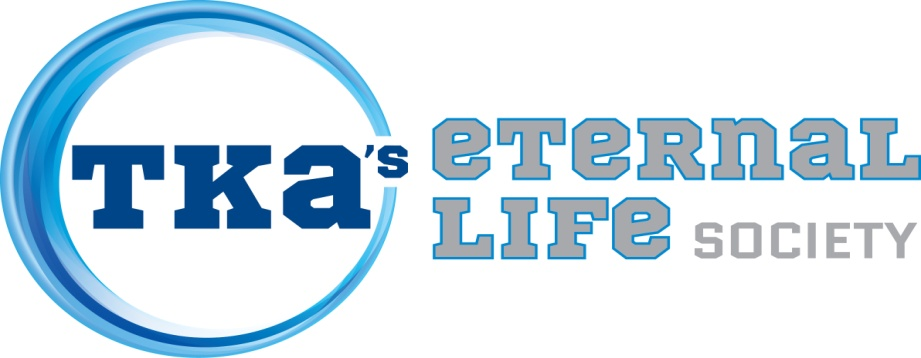 TKa's
eTernaL
LIFe SOCIETY